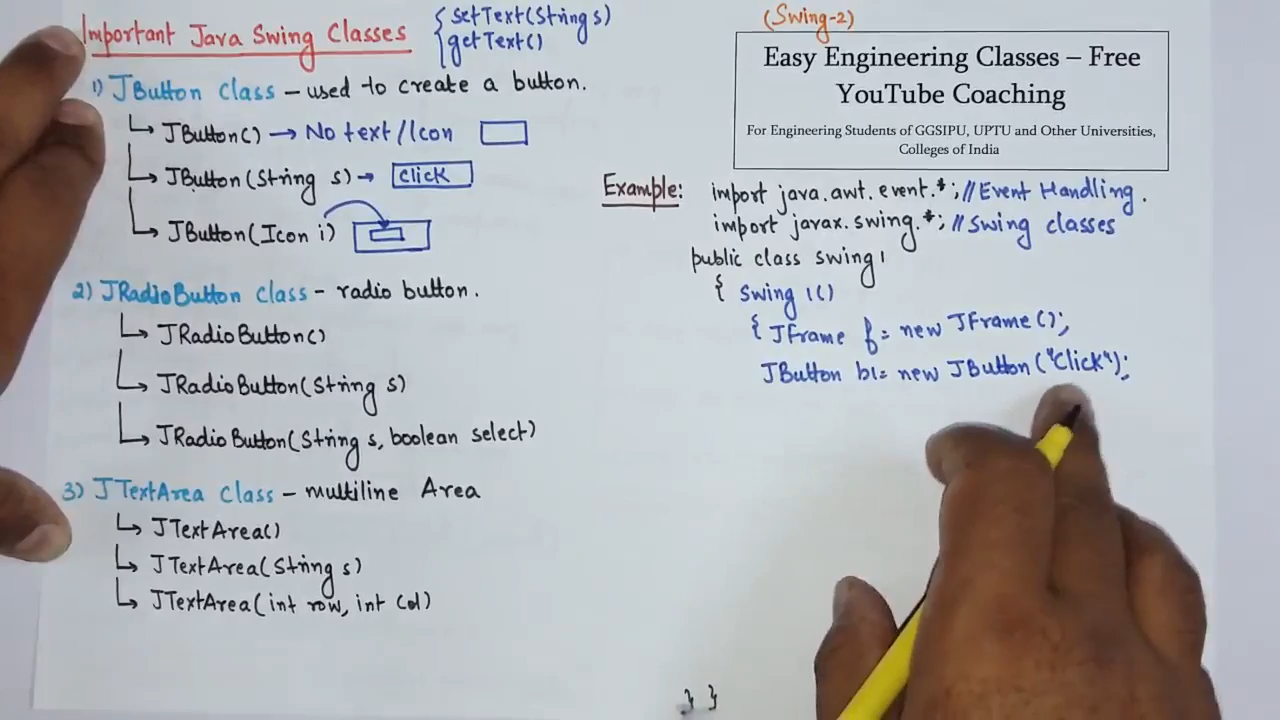 Important Java Swing Classes
{ setText(String s)
{ getText()
1) JButton Class – used to create a button.
↳ JButton() → No text/Icon
↳ JButton(String s) → Click
↳ JButton(Icon i)
2) JRadioButton class – radio button.
↳ JRadioButton()
↳ JRadioButton(String s)
↳ JRadioButton(String s, boolean select)
3) JTextArea Class – multiline Area
↳ JTextArea()
↳ JTextArea(String s)
↳ JTextArea(int row, int col)
(Swing-2)
Easy Engineering Classes – Free
YouTube Coaching
For Engineering Students of GGSIPU, UPTU and Other Universities,
Colleges of India
Example: import java.awt.event.*; //Event Handling.
import javax.swing.*; //Swing classes
public class swing1
{ Swing1()
{ JFrame f= new JFrame();
JButton b1= new JButton("Click");
} }